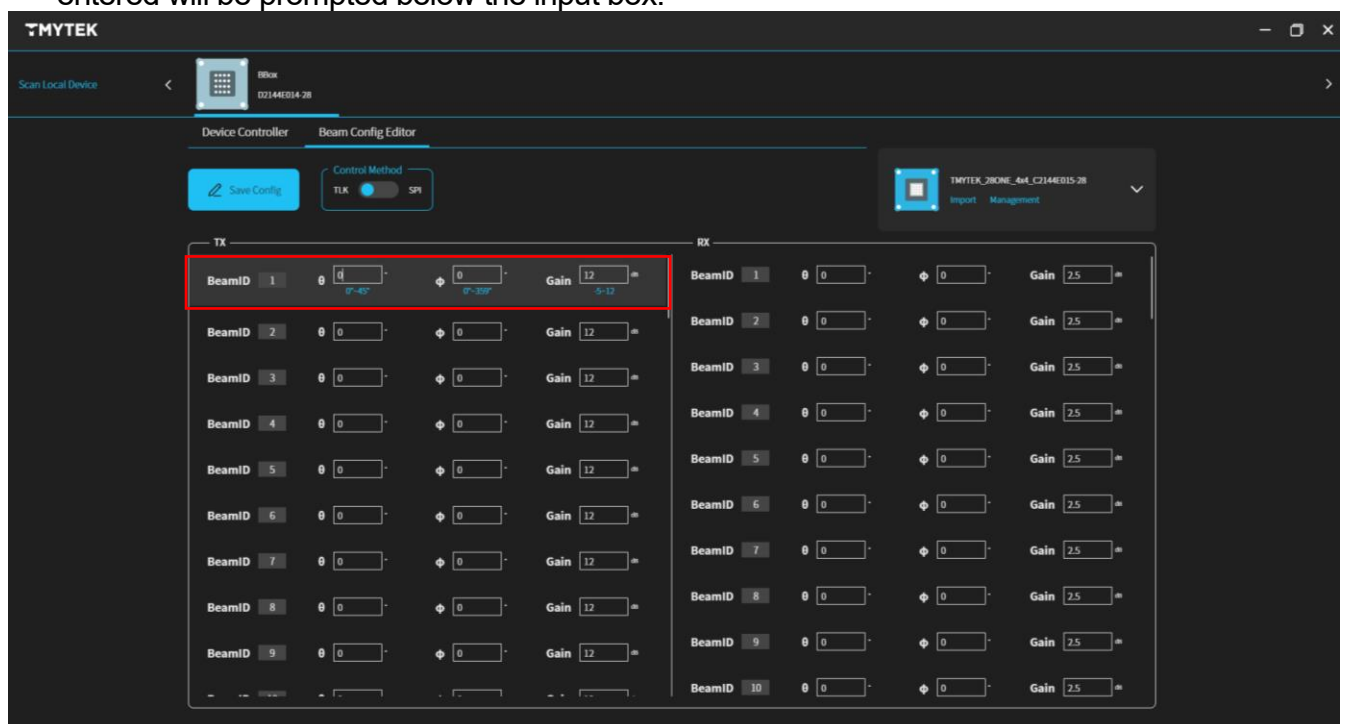 entered will be prompted below the input box.
TMYTEK
Scan Local Device
BBox
D2144E014-28
Device Controller Beam Config Editor
Save Config
Control Method
TLK SPI
TMYTEK_28ONE_4x4_C2144E015-28
Import Management
TX
BeamID 1 θ 0 ° ϕ 0 ° Gain 12 dB
0°~45° 0°~359° -5~12
BeamID 2 θ 0 ° ϕ 0 ° Gain 12 dB
BeamID 3 θ 0 ° ϕ 0 ° Gain 12 dB
BeamID 4 θ 0 ° ϕ 0 ° Gain 12 dB
BeamID 5 θ 0 ° ϕ 0 ° Gain 12 dB
BeamID 6 θ 0 ° ϕ 0 ° Gain 12 dB
BeamID 7 θ 0 ° ϕ 0 ° Gain 12 dB
BeamID 8 θ 0 ° ϕ 0 ° Gain 12 dB
BeamID 9 θ 0 ° ϕ 0 ° Gain 12 dB
RX
BeamID 1 θ 0 ° ϕ 0 ° Gain 2.5 dB
BeamID 2 θ 0 ° ϕ 0 ° Gain 2.5 dB
BeamID 3 θ 0 ° ϕ 0 ° Gain 2.5 dB
BeamID 4 θ 0 ° ϕ 0 ° Gain 2.5 dB
BeamID 5 θ 0 ° ϕ 0 ° Gain 2.5 dB
BeamID 6 θ 0 ° ϕ 0 ° Gain 2.5 dB
BeamID 7 θ 0 ° ϕ 0 ° Gain 2.5 dB
BeamID 8 θ 0 ° ϕ 0 ° Gain 2.5 dB
BeamID 9 θ 0 ° ϕ 0 ° Gain 2.5 dB
BeamID 10 θ 0 ° ϕ 0 ° Gain 2.5 dB